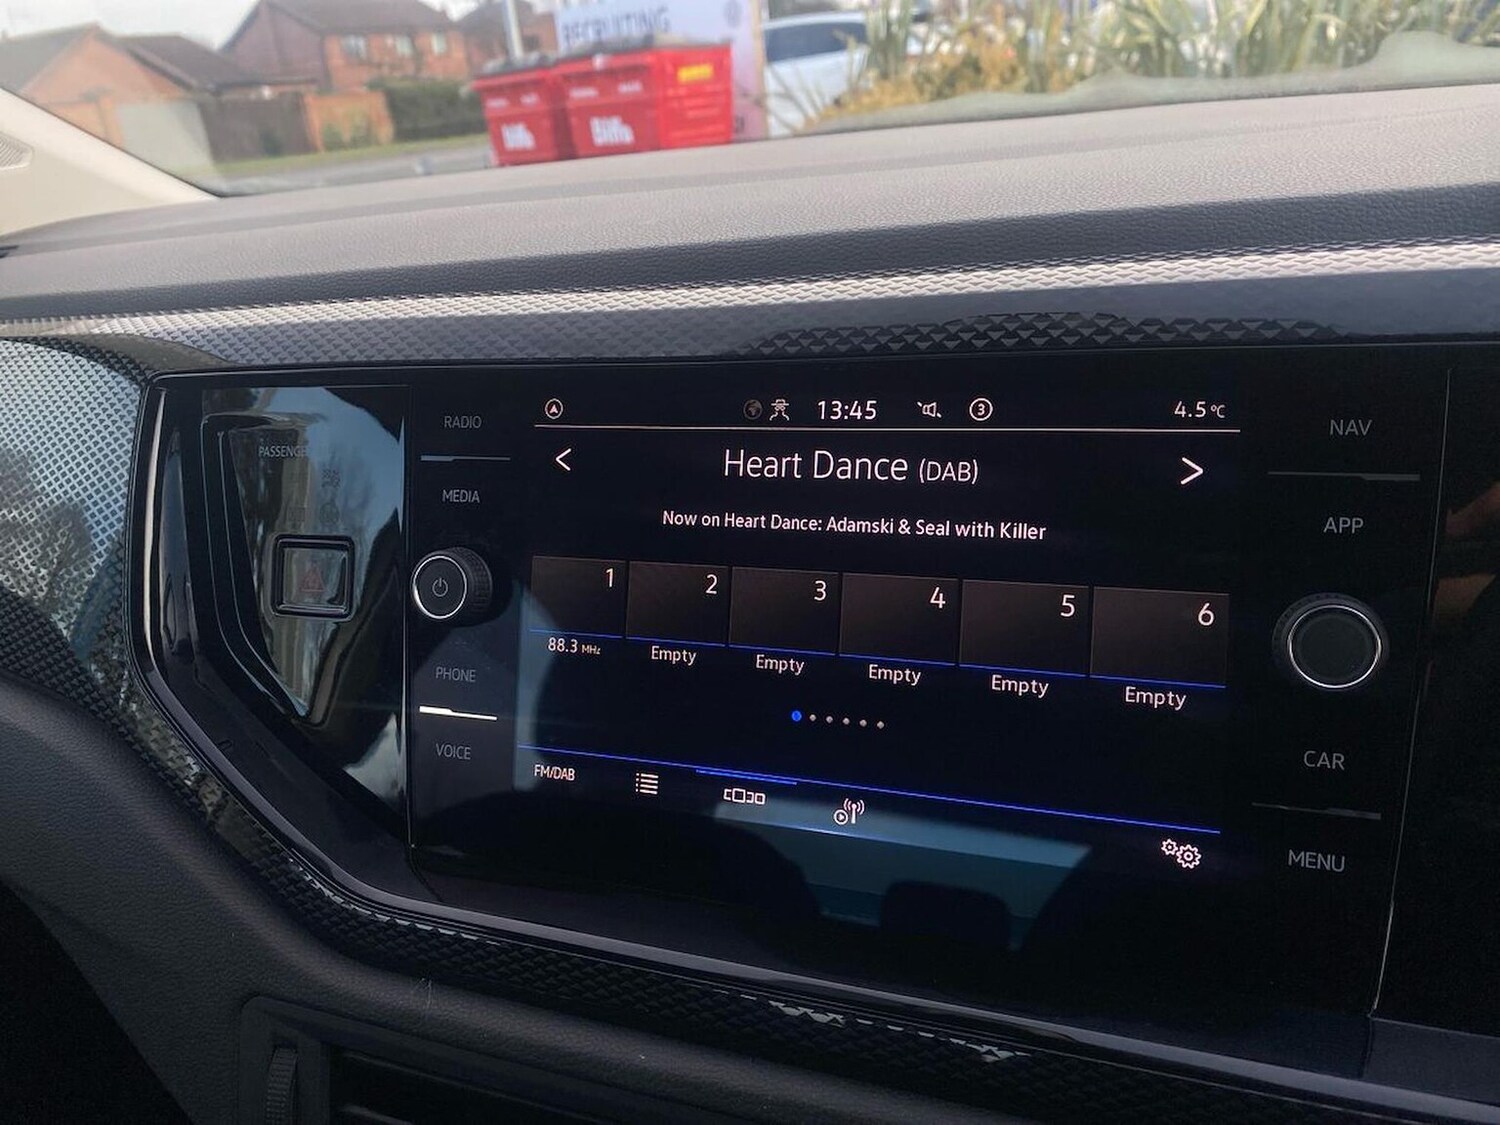 RECRUITING
Biffa
PASSENGER
RADIO
MEDIA
PHONE
VOICE
13:45
3
4.5 °C
< Heart Dance (DAB) >
Now on Heart Dance: Adamski & Seal with Killer
1 2 3 4 5 6
88.3 MHz Empty Empty Empty Empty Empty
FM/DAB
NAV
APP
CAR
MENU